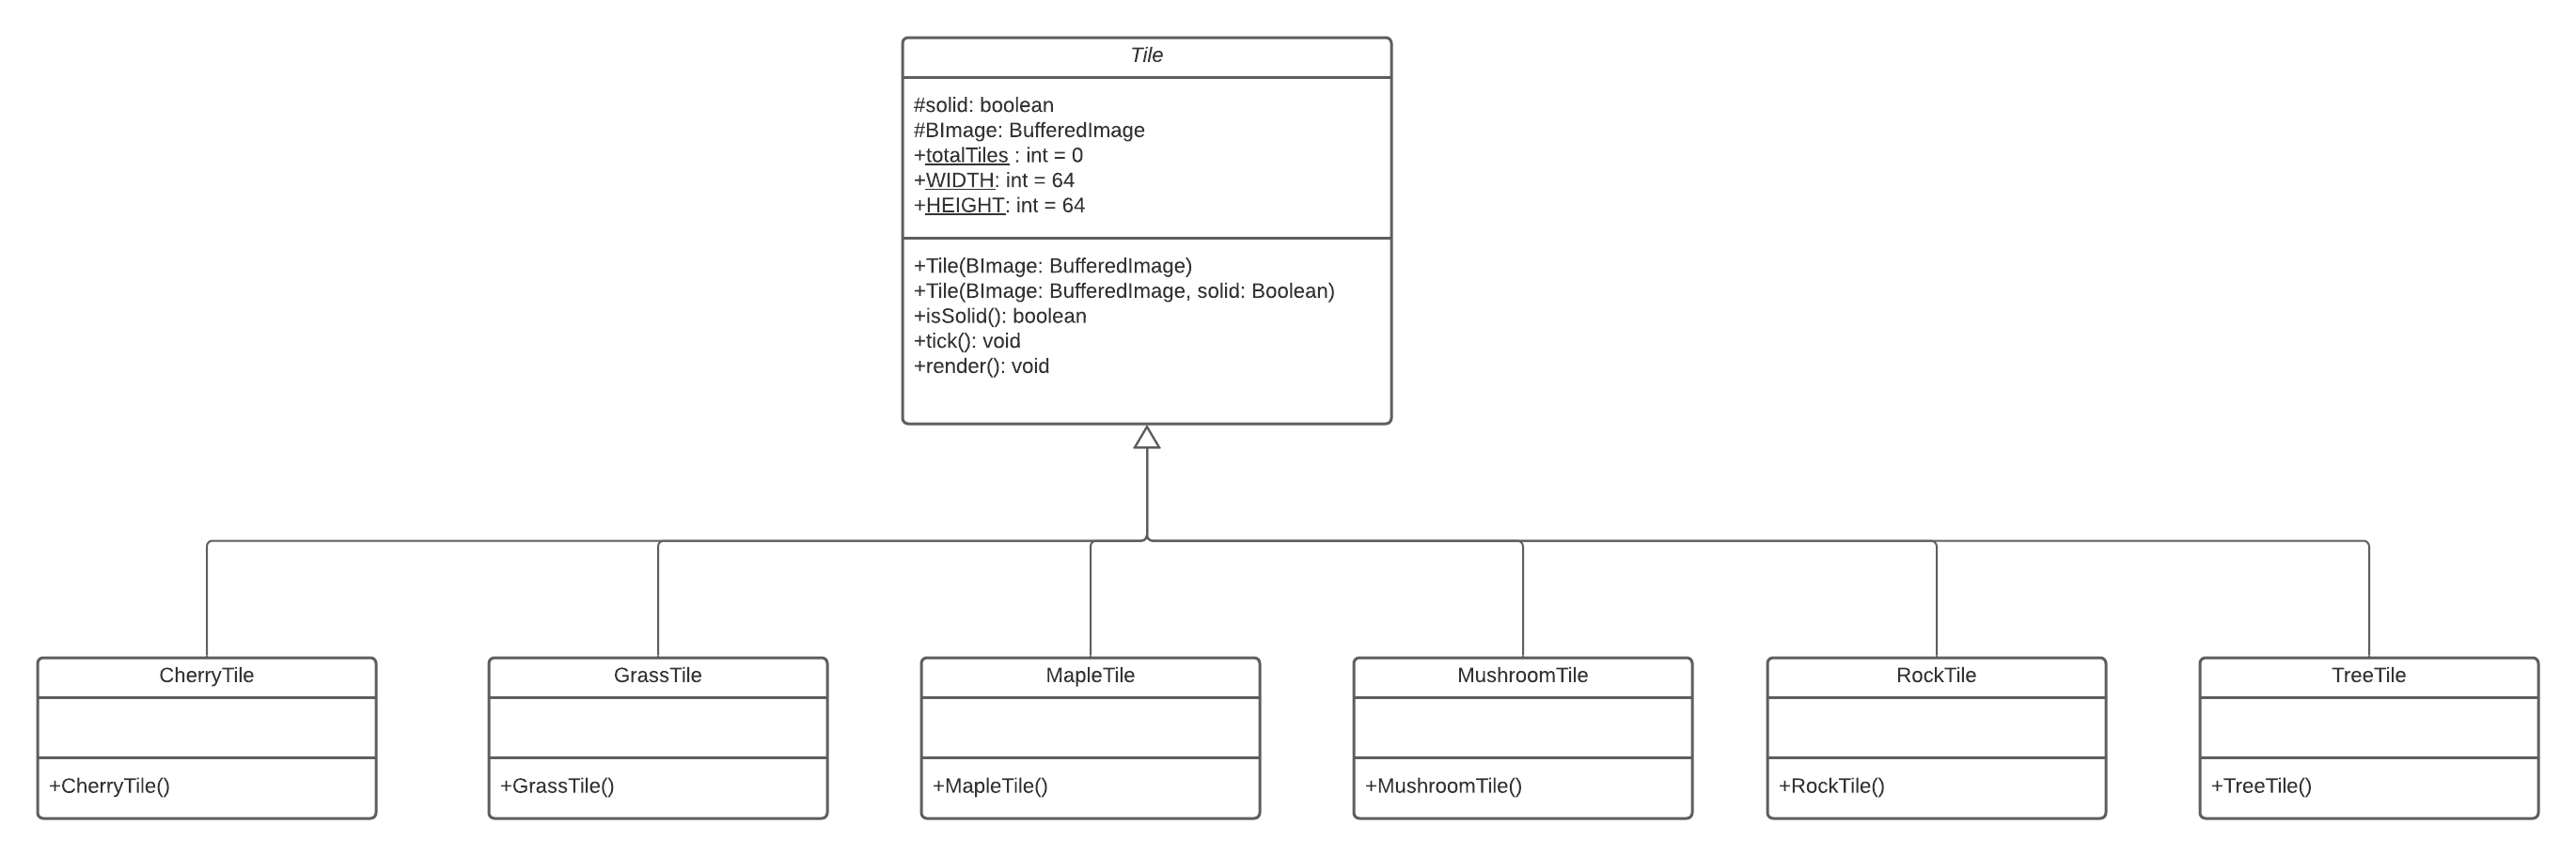 Tile
#solid: boolean
#BImage: BufferedImage
+totalTiles : int = 0
+WIDTH: int = 64
+HEIGHT: int = 64
+Tile(BImage: BufferedImage)
+Tile(BImage: BufferedImage, solid: Boolean)
+isSolid(): boolean
+tick(): void
+render(): void
CherryTile
+CherryTile()
GrassTile
+GrassTile()
MapleTile
+MapleTile()
MushroomTile
+MushroomTile()
RockTile
+RockTile()
TreeTile
+TreeTile()